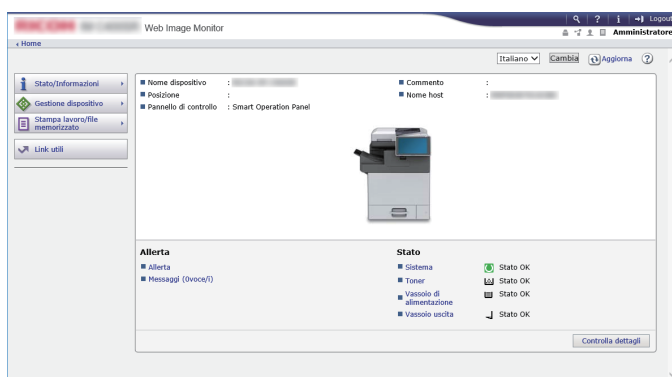 Web Image Monitor
? i Logout
Home
Amministratore
Italiano Cambia Aggiorna ?
i Stato/Informazioni
Gestione dispositivo
Stampa lavoro/file
memorizzato
Link utili
Nome dispositivo :
Posizione :
Pannello di controllo : Smart Operation Panel
Commento :
Nome host :
Allerta
Allerta
Messaggi (0voce/i)
Stato
Sistema Stato OK
Toner Stato OK
Vassoio di
alimentazione Stato OK
Vassoio uscita Stato OK
Controlla dettagli